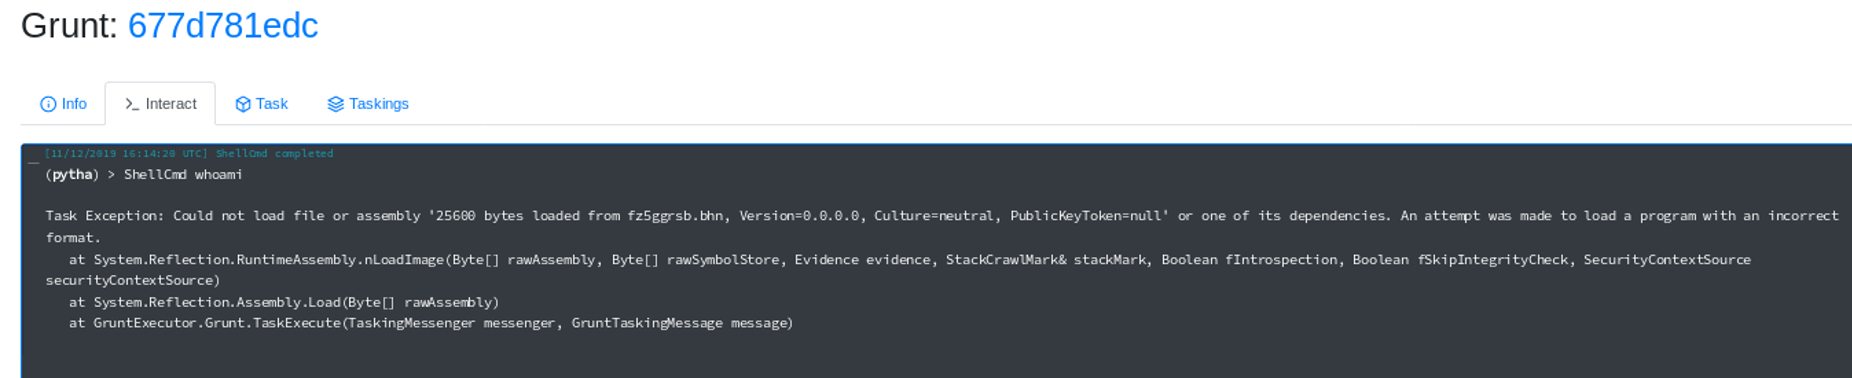 Grunt: 677d781edc
Info Interact Task Taskings
[11/12/2019 16:14:20 UTC] ShellCmd completed
(pytha) > ShellCmd whoami
Task Exception: Could not load file or assembly '25600 bytes loaded from fz5ggrsb.bhn, Version=0.0.0.0, Culture=neutral, PublicKeyToken=null' or one of its dependencies. An attempt was made to load a program with an incorrect
format.
at System.Reflection.RuntimeAssembly.nLoadImage(Byte[] rawAssembly, Byte[] rawSymbolStore, Evidence evidence, StackCrawlMark& stackMark, Boolean fIntrospection, Boolean fSkipIntegrityCheck, SecurityContextSource
securityContextSource)
at System.Reflection.Assembly.Load(Byte[] rawAssembly)
at GruntExecutor.Grunt.TaskExecute(TaskingMessenger messenger, GruntTaskingMessage message)